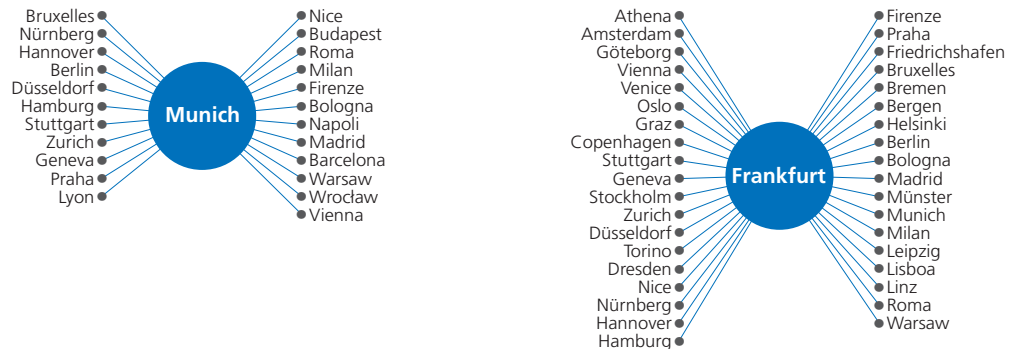 Bruxelles
Nürnberg
Hannover
Berlin
Düsseldorf
Hamburg
Stuttgart
Zurich
Geneva
Praha
Lyon
Munich
Nice
Budapest
Roma
Milan
Firenze
Bologna
Napoli
Madrid
Barcelona
Warsaw
Wrocław
Vienna
Athena
Amsterdam
Göteborg
Vienna
Venice
Oslo
Graz
Copenhagen
Stuttgart
Geneva
Stockholm
Zurich
Düsseldorf
Torino
Dresden
Nice
Nürnberg
Hannover
Hamburg
Frankfurt
Firenze
Praha
Friedrichshafen
Bruxelles
Bremen
Bergen
Helsinki
Berlin
Bologna
Madrid
Münster
Munich
Milan
Leipzig
Lisboa
Linz
Roma
Warsaw